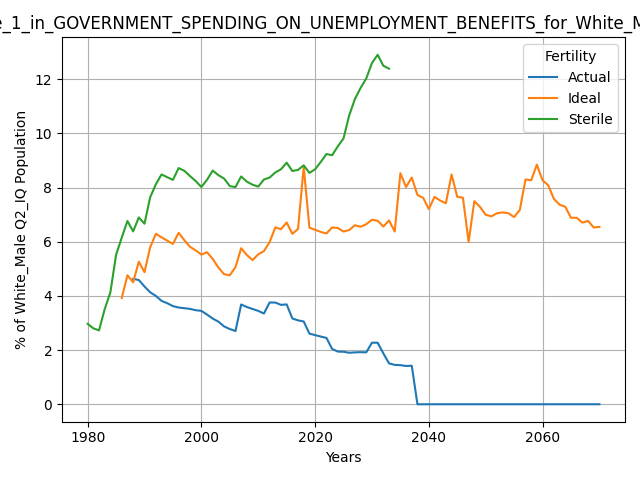 _1_in_GOVERNMENT_SPENDING_ON_UNEMPLOYMENT_BENEFITS_for_White_M
Fertility
Actual
Ideal
Sterile
% of White_Male Q2_IQ Population
12
10
8
6
4
2
0
1980
2000
2020
2040
2060
Years